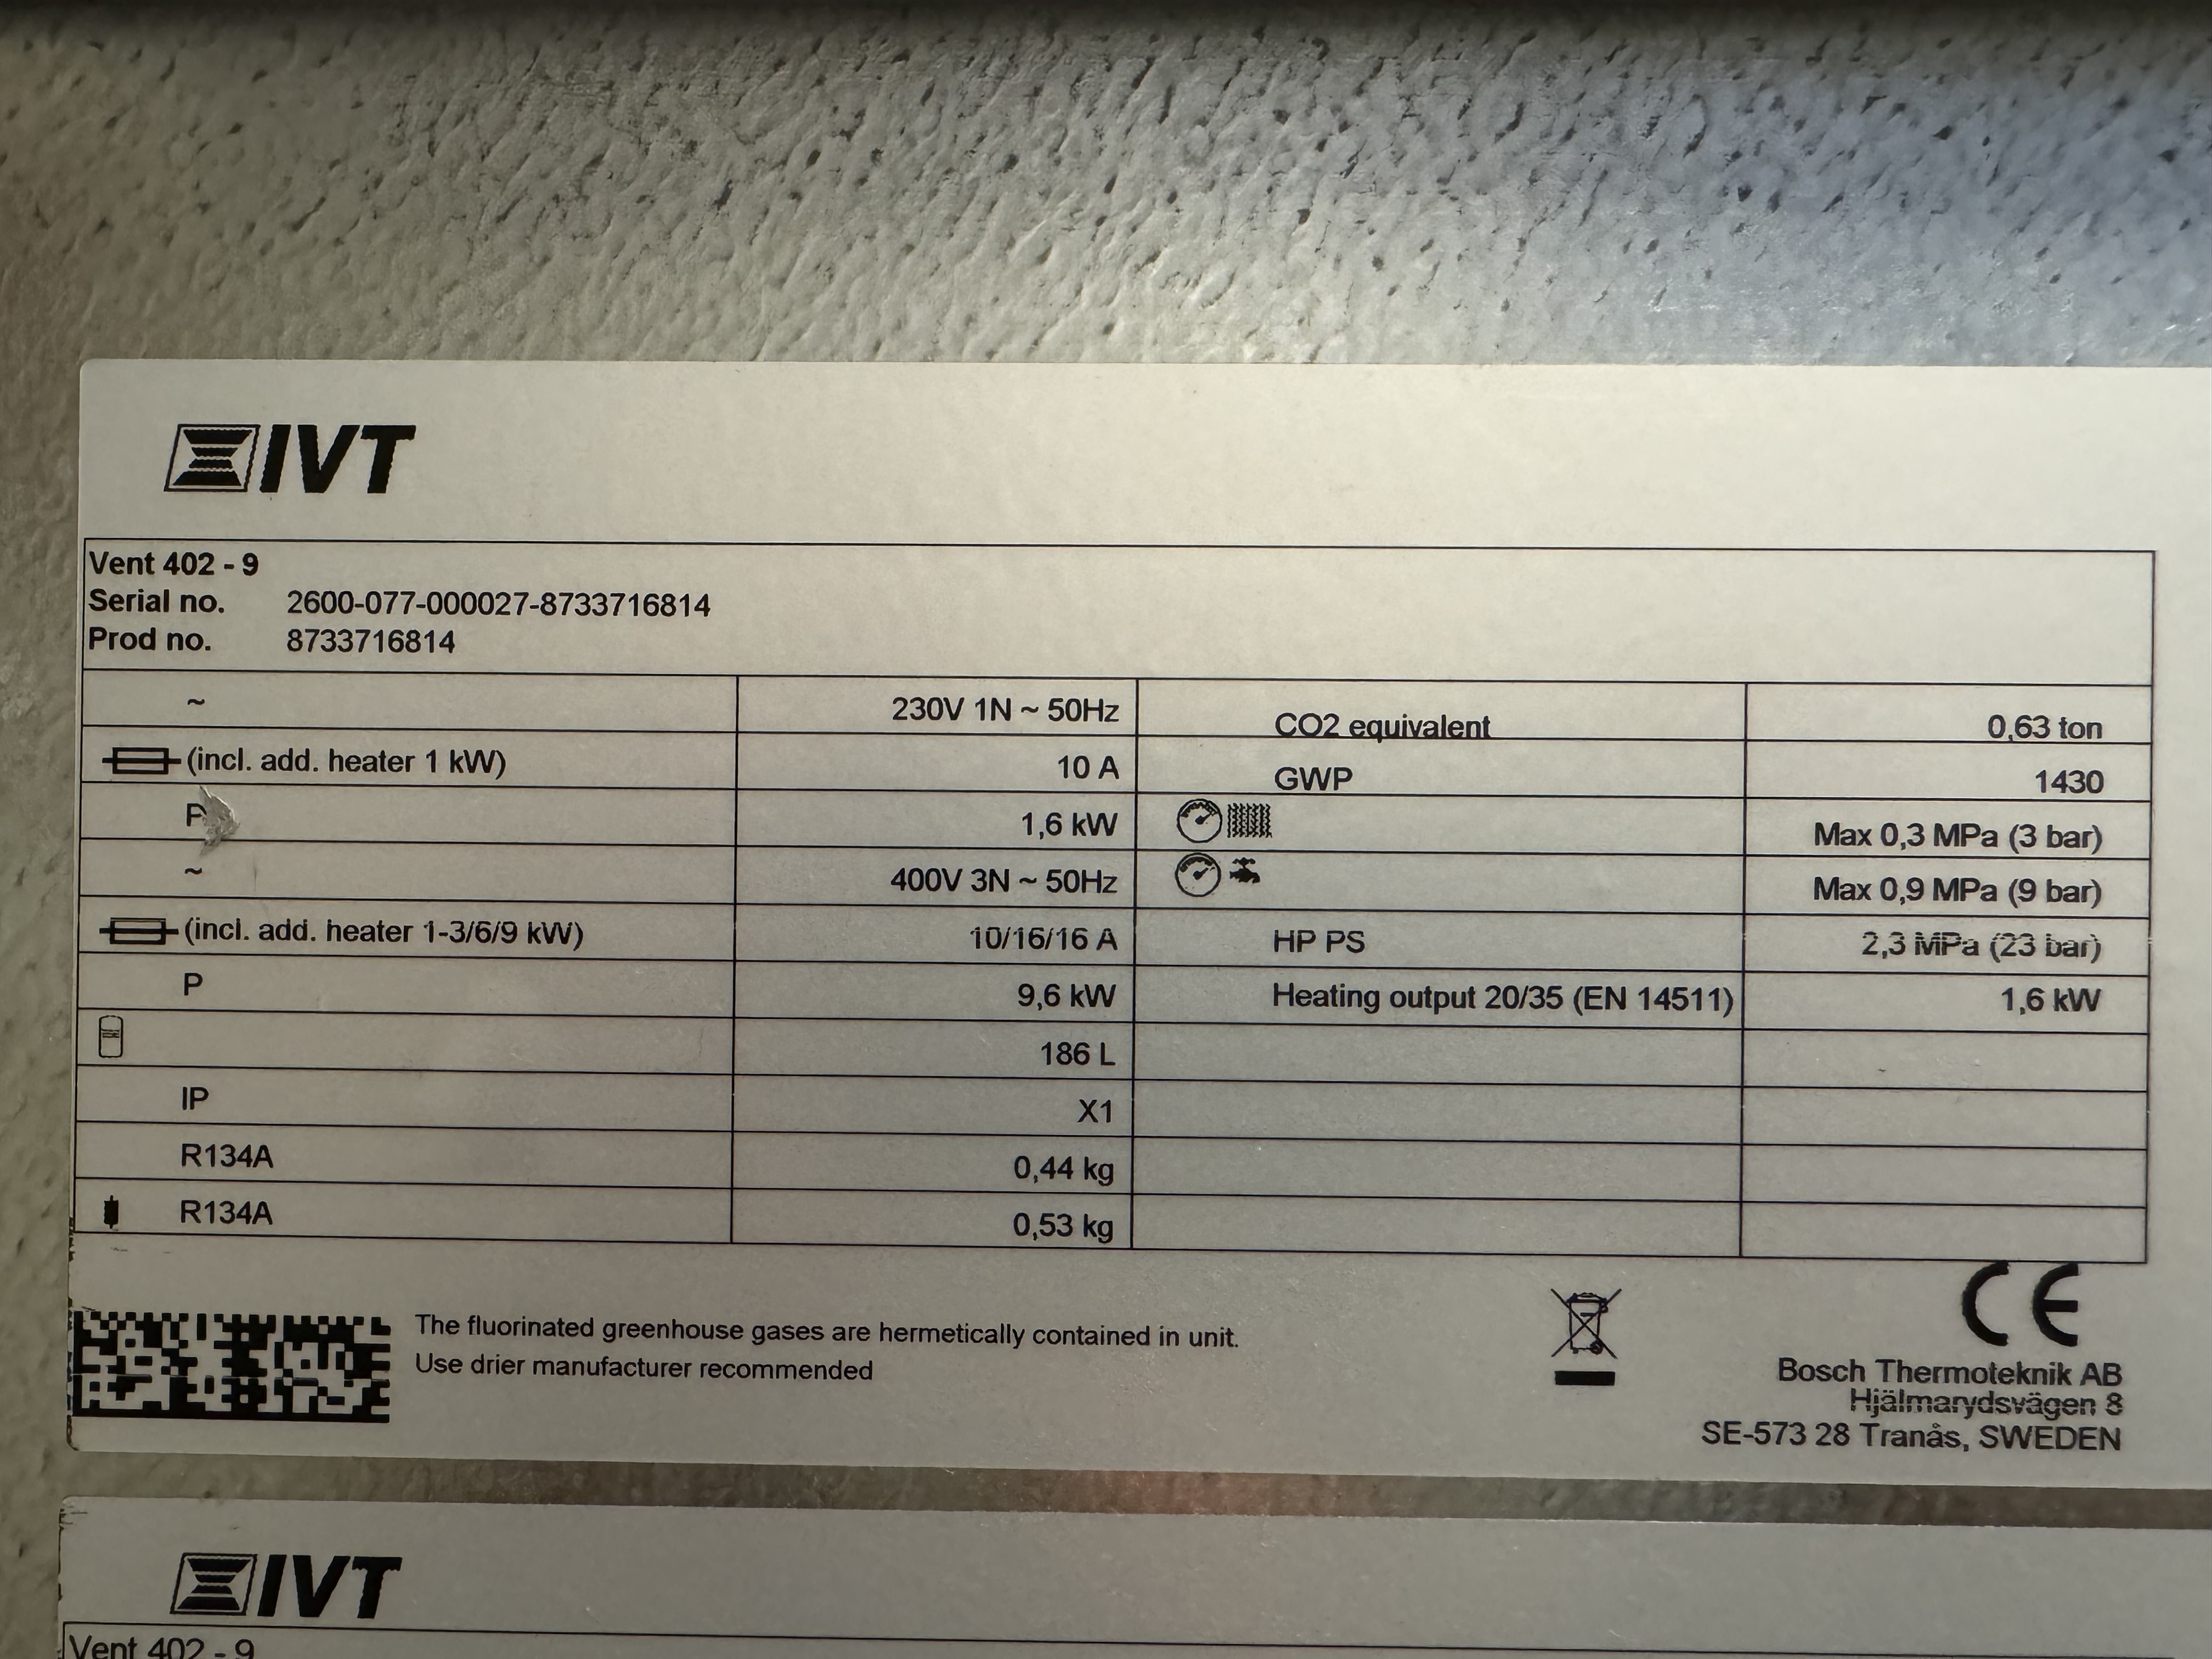 IVT
Vent 402 - 9
Serial no. 2600-077-000027-8733716814
Prod no. 8733716814
~ 230V 1N ~ 50Hz CO2 equivalent 0,63 ton
(incl. add. heater 1 kW) 10 A GWP 1430
P 1,6 kW Max 0,3 MPa (3 bar)
~ 400V 3N ~ 50Hz Max 0,9 MPa (9 bar)
(incl. add. heater 1-3/6/9 kW) 10/16/16 A HP PS 2,3 MPa (23 bar)
P 9,6 kW Heating output 20/35 (EN 14511) 1,6 kW
186 L
IP X1
R134A 0,44 kg
R134A 0,53 kg
The fluorinated greenhouse gases are hermetically contained in unit.
Use drier manufacturer recommended
CE
Bosch Thermoteknik AB
Hjälmarydsvägen 8
SE-573 28 Tranås, SWEDEN
IVT
Vent 402 - 9